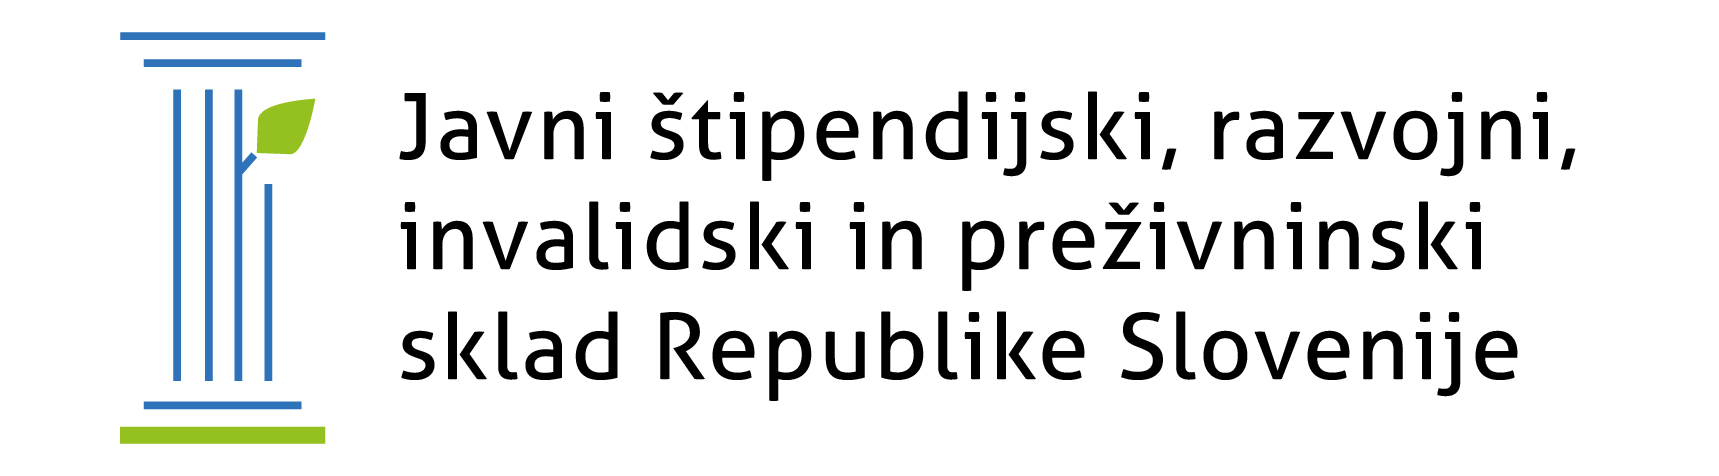 Javni štipendijski, razvojni,
invalidski in preživninski
sklad Republike Slovenije